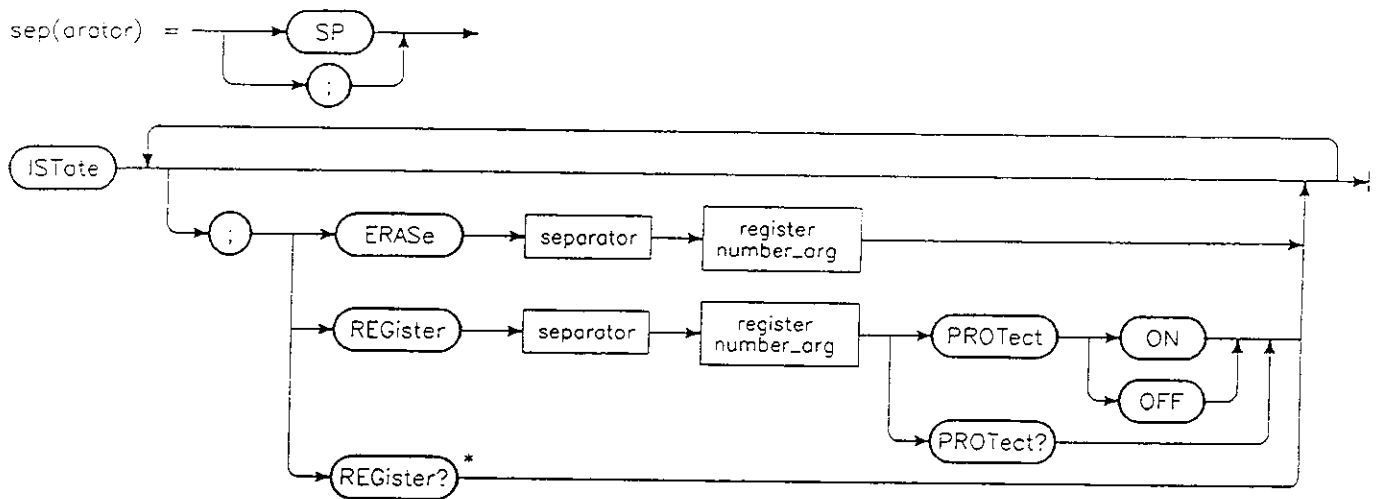 sep(arator) = SP
;
ISTate
; ERASe separator register number_arg
REGister separator register number_arg PROTect ON
OFF
PROTect?
REGister? *